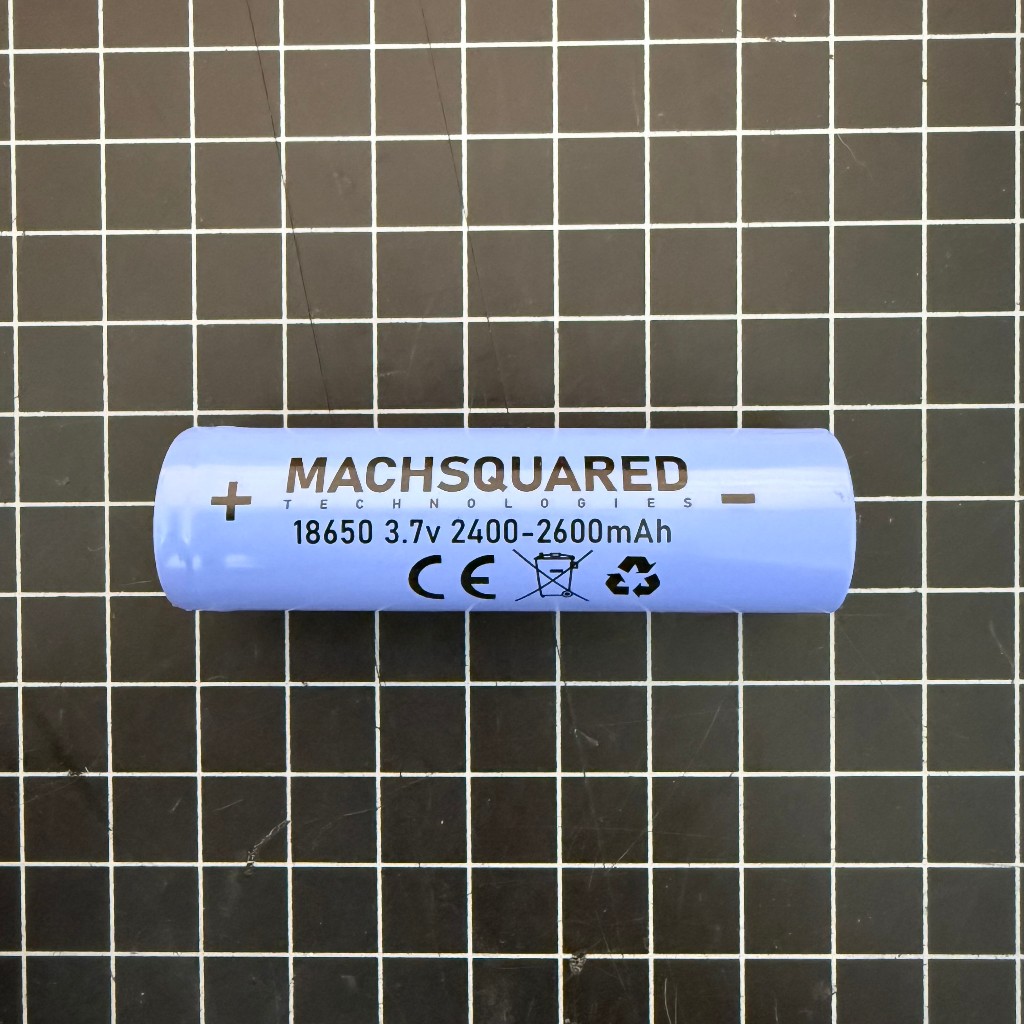 + MACHSQUARED -
TECHNOLOGIES
18650 3.7v 2400-2600mAh
CE